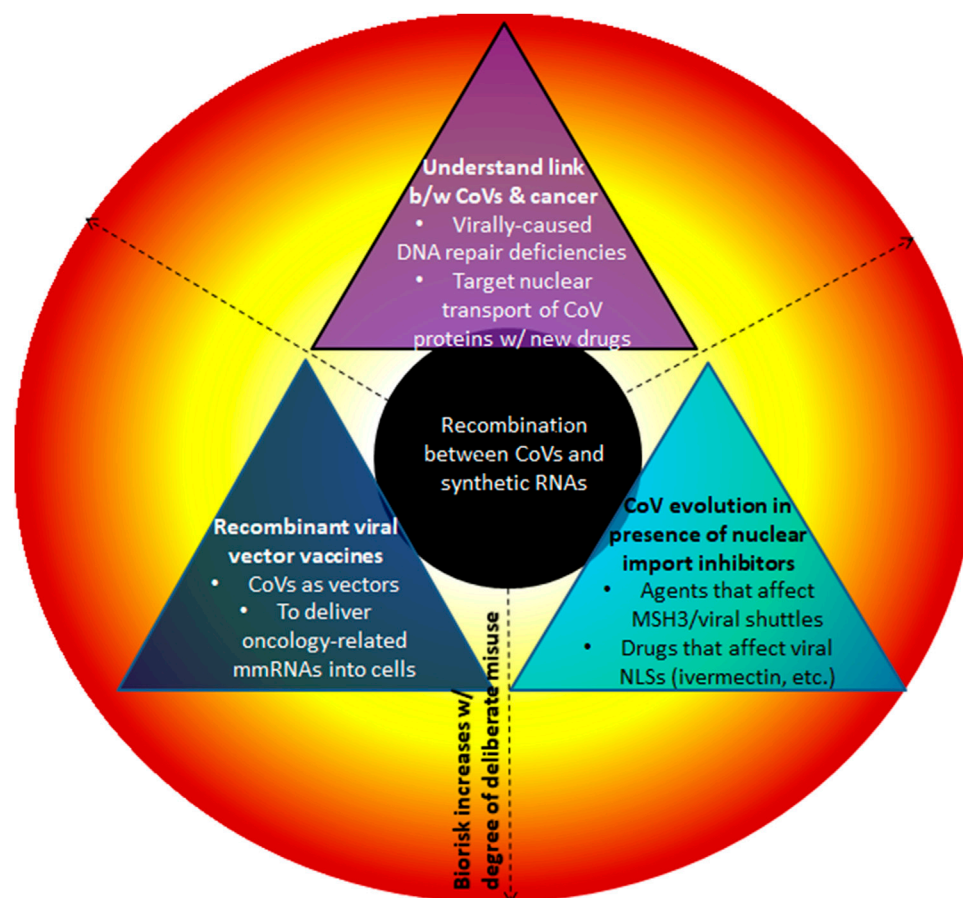 Understand link
b/w CoVs & cancer
• Virally-caused
DNA repair deficiencies
• Target nuclear
transport of CoV
proteins w/ new drugs
Recombination
between CoVs and
synthetic RNAs
Recombinant viral
vector vaccines
• CoVs as vectors
• To deliver
oncology-related
mmRNAs into cells
CoV evolution in
presence of nuclear
import inhibitors
• Agents that affect
MSH3/viral shuttles
• Drugs that affect viral
NLSs (ivermectin, etc.)
Biorisk increases w/
degree of deliberate misuse